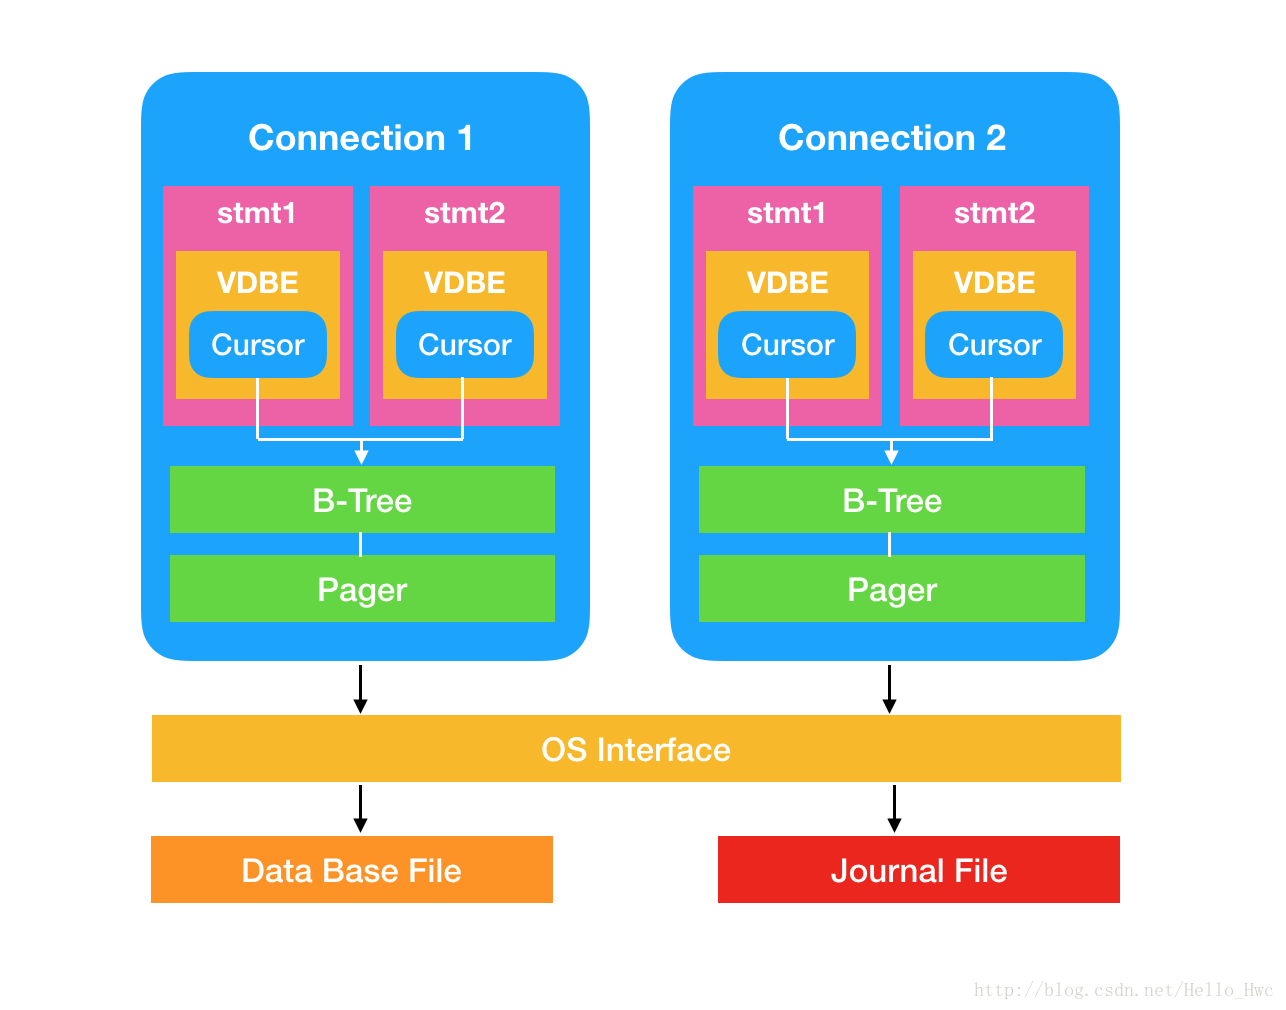 Connection 1
stmt1
stmt2
VDBE
VDBE
Cursor
Cursor
B-Tree
Pager
Connection 2
stmt1
stmt2
VDBE
VDBE
Cursor
Cursor
B-Tree
Pager
OS Interface
Data Base File
Journal File
http://blog.csdn.net/Hello_Hwc